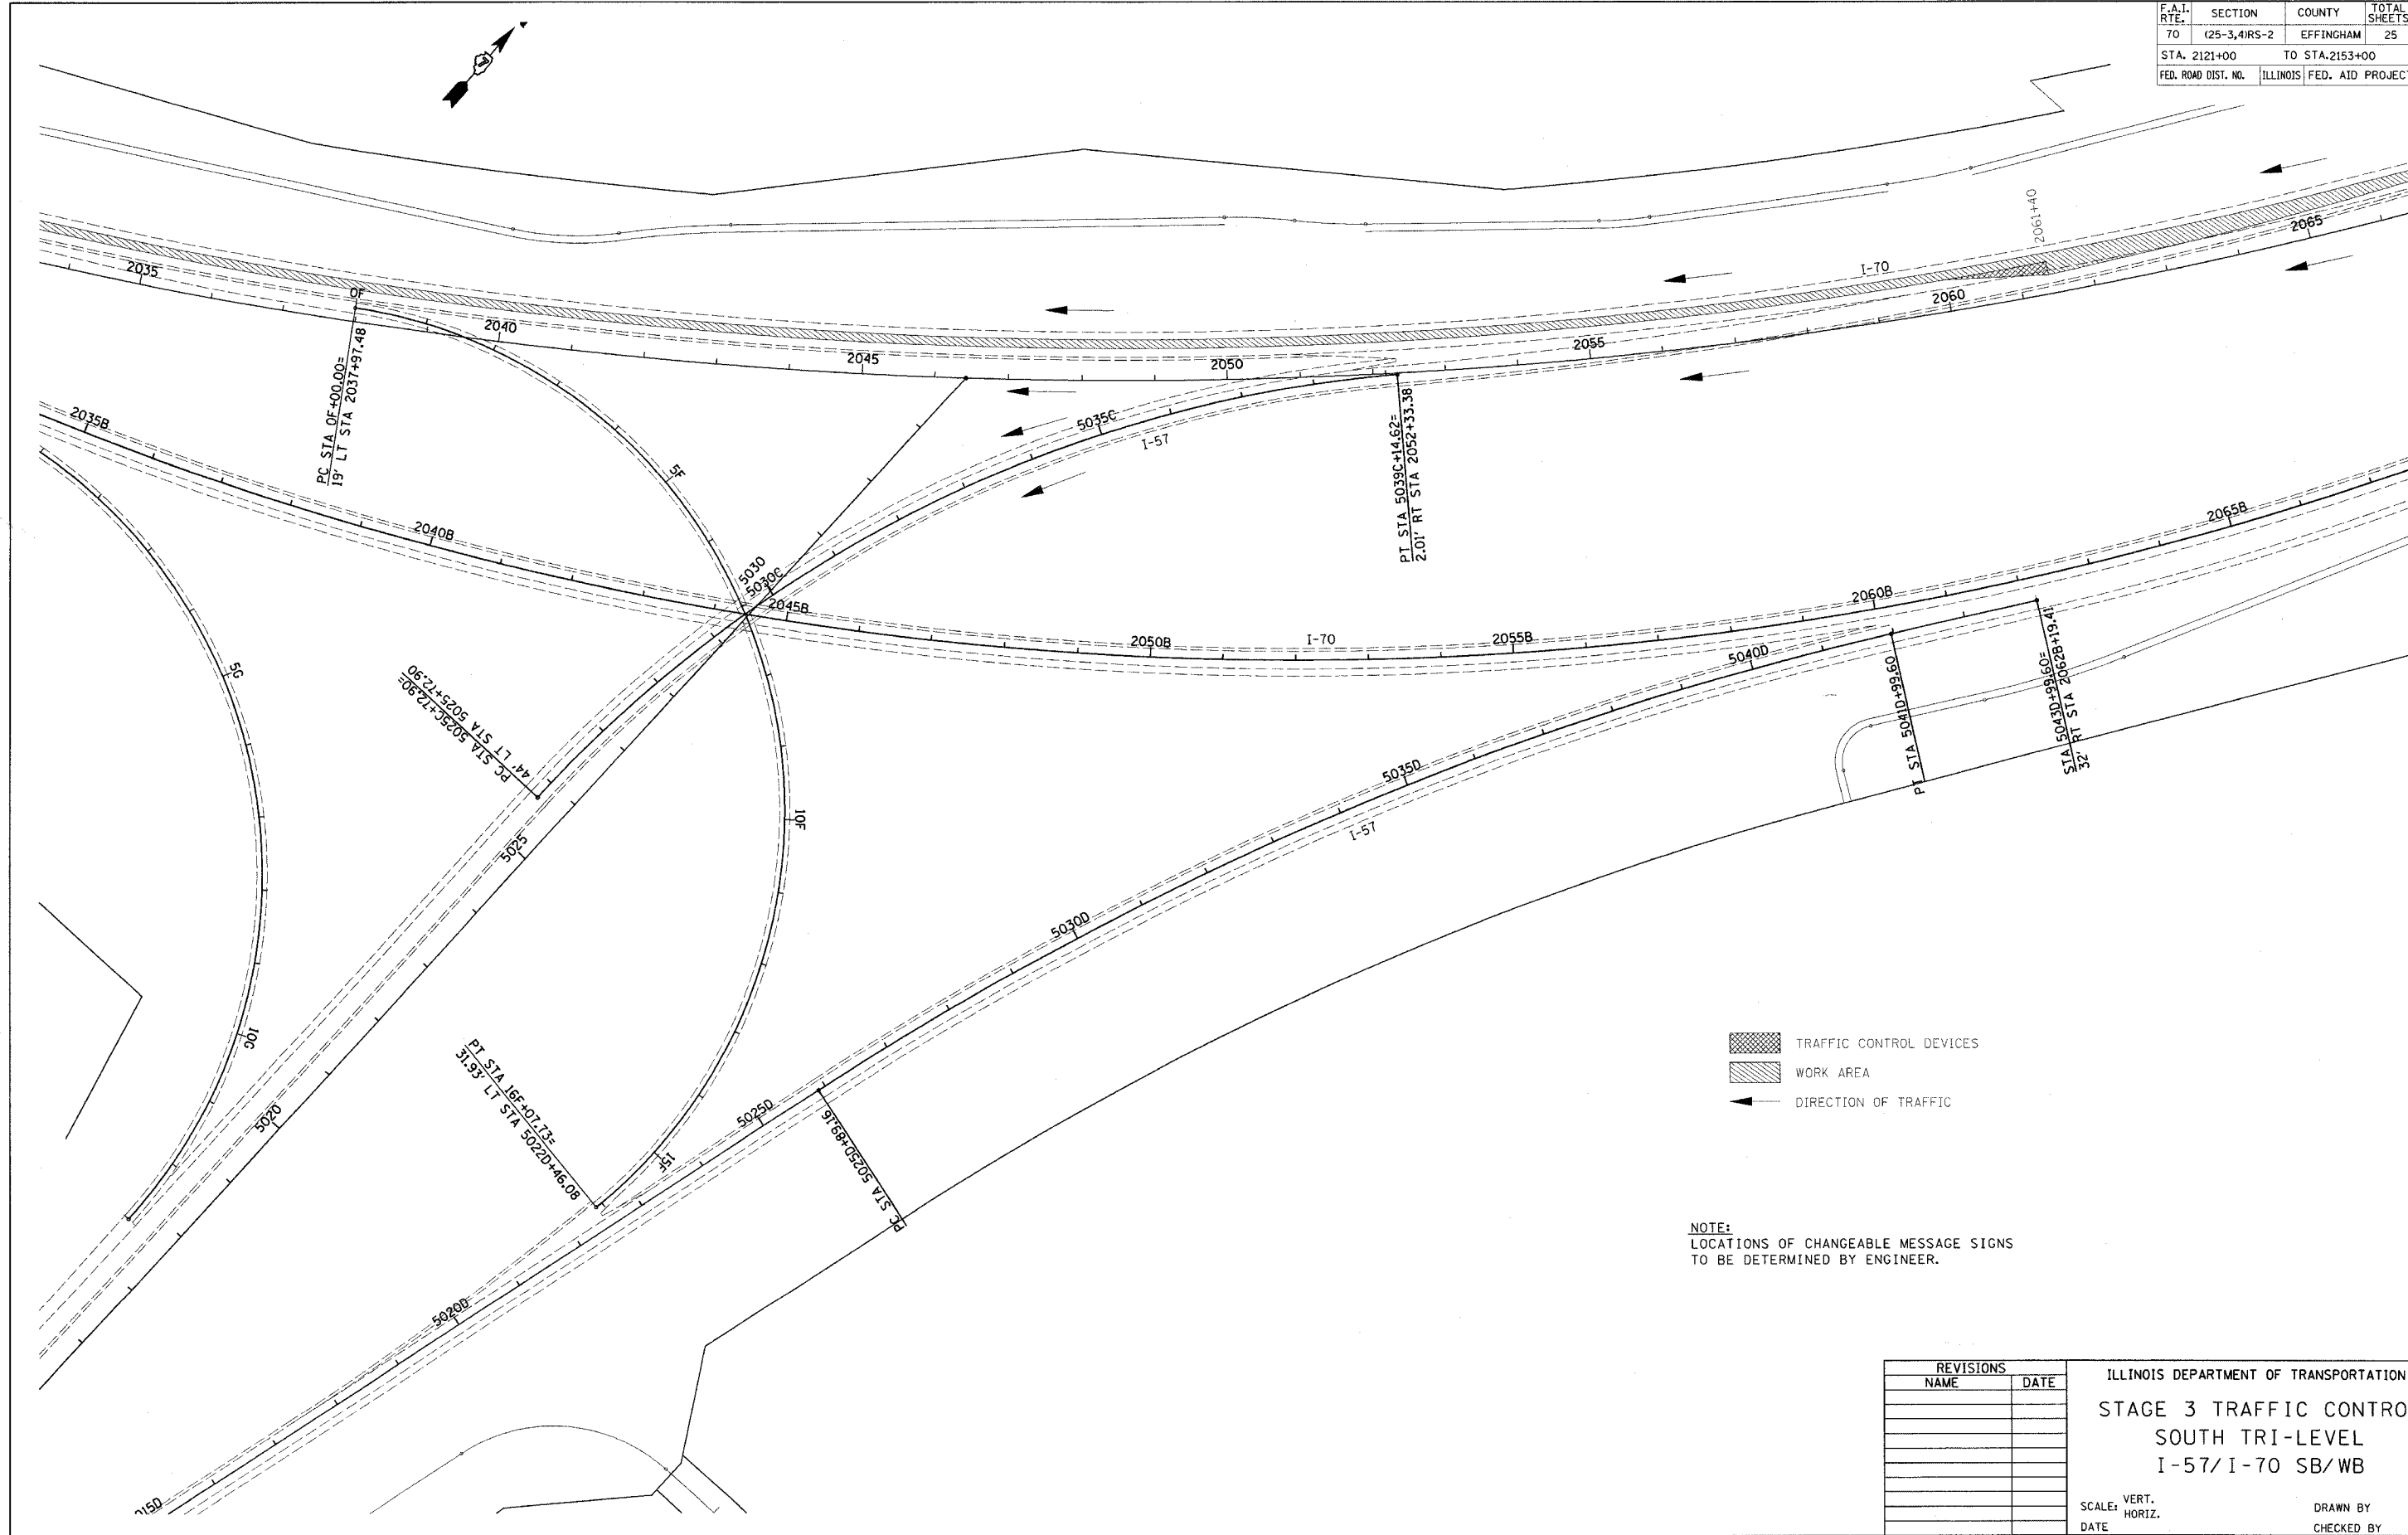 F.A.I. RTE. SECTION COUNTY TOTAL SHEETS
70 (25-3,4)RS-2 EFFINGHAM 25
STA. 2121+00 TO STA.2153+00
FED. ROAD DIST. NO. ILLINOIS FED. AID PROJECT
2061+40
2065
I-70
2060
2035
0F
2040
2045
2050
2055
PC STA 0F+00.00=
19' LT STA 2037+97.48
2035B
5035C
I-57
PT STA 5039C+14.62=
2.01' RT STA 2052+33.38
5F
2040B
2065B
5030
5030C
2045B
2060B
2050B
I-70
2055B
5040D
5G
PC STA 5025C+72.90=
44' LT STA 5025+72.90
PT STA 5041D+99.60
STA 5043D+99.60=
32' RT STA 2062B+19.41
5035D
I-57
10F
5025
5030D
10G
5020
PT STA 16F+07.73=
31.93' LT STA 5022D+46.08
5025D
15F
PC STA 5025D+89.16
TRAFFIC CONTROL DEVICES
WORK AREA
DIRECTION OF TRAFFIC
NOTE:
LOCATIONS OF CHANGEABLE MESSAGE SIGNS
TO BE DETERMINED BY ENGINEER.
5020D
015D
REVISIONS
NAME DATE
ILLINOIS DEPARTMENT OF TRANSPORTATION
STAGE 3 TRAFFIC CONTRO
SOUTH TRI-LEVEL
I-57/I-70 SB/WB
SCALE: VERT.
HORIZ.
DRAWN BY
DATE
CHECKED BY